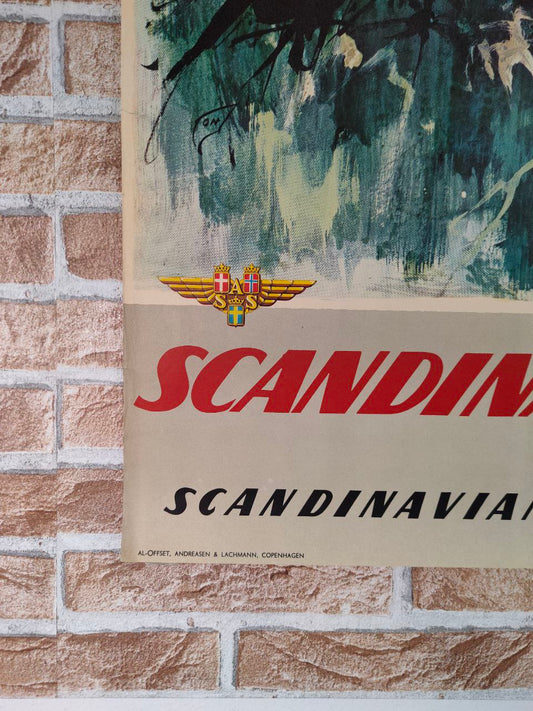 SAS
SCANDIN
SCANDINAVIAN
AL-OFFSET, ANDREASEN & LACHMANN, COPENHAGEN